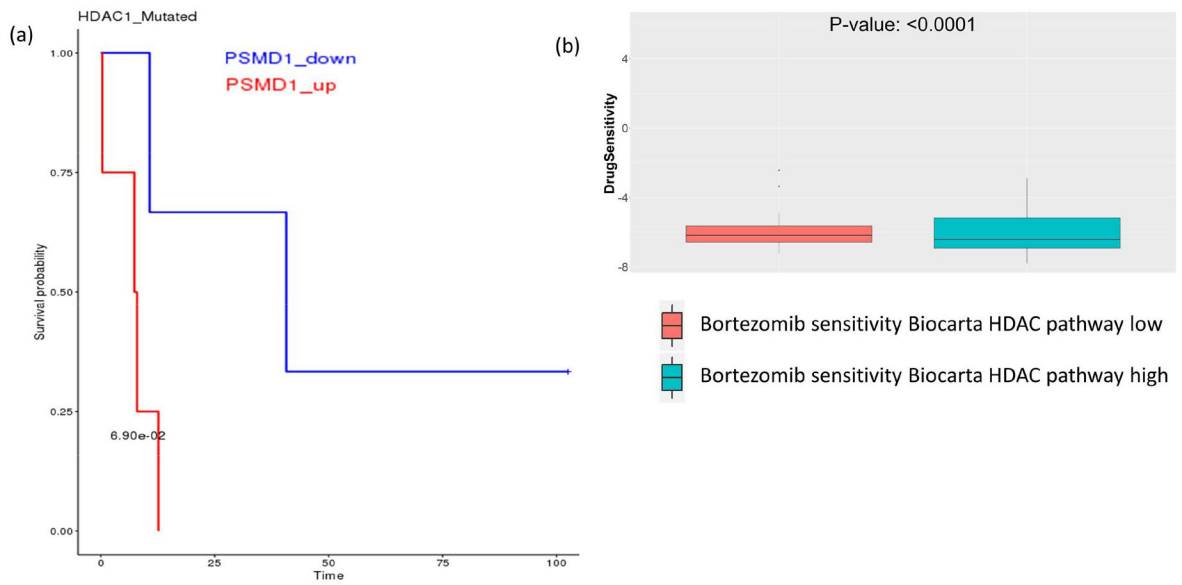 (a)
HDAC1_Mutated
PSMD1_down
PSMD1_up
1.00
0.75
0.50
0.25
0.00
Survival probability
6.90e-02
0
25
50
75
100
Time
(b)
P-value: <0.0001
4
0
-4
-8
DrugSensitivity
Bortezomib sensitivity Biocarta HDAC pathway low
Bortezomib sensitivity Biocarta HDAC pathway high